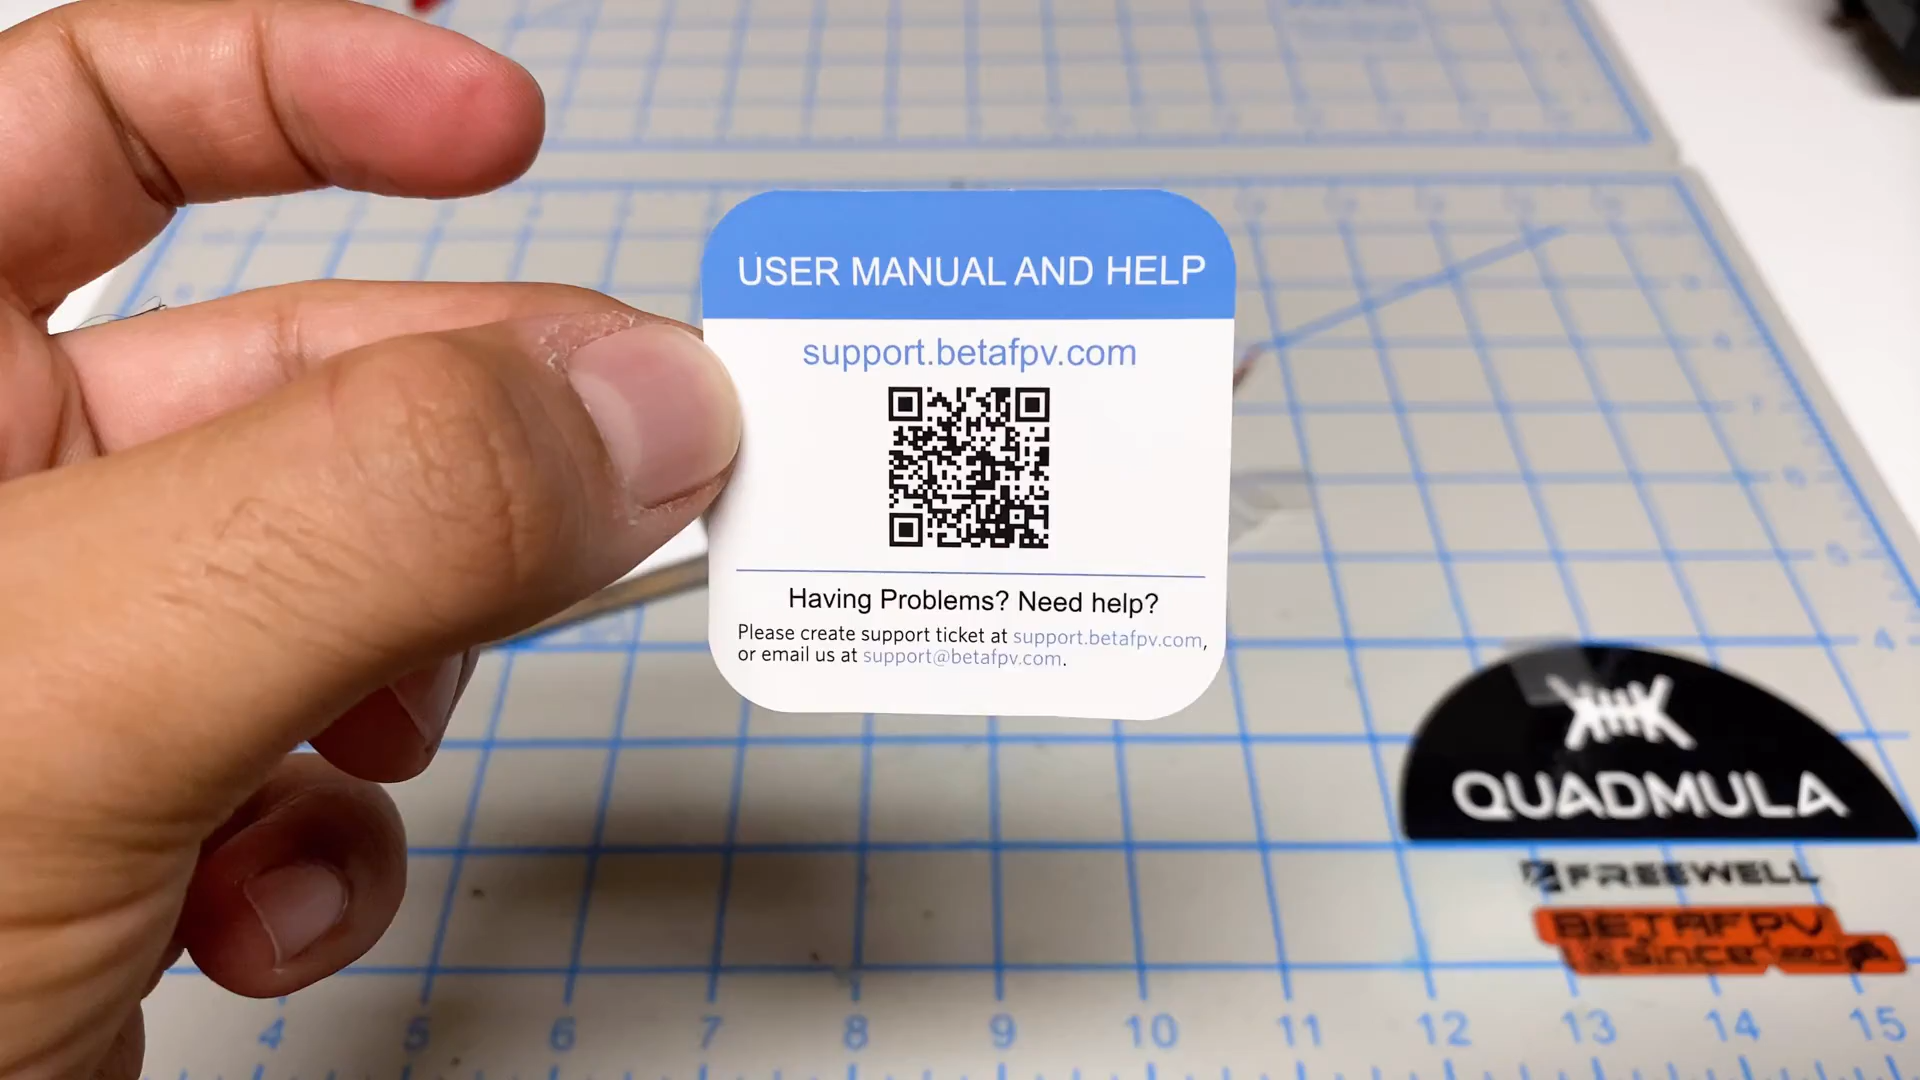 USER MANUAL AND HELP
support.betafpv.com
Having Problems? Need help?
Please create support ticket at support.betafpv.com,
or email us at support@betafpv.com.
QUADMULA
FREEWELL
BETAFPV
since
4 5 6 7 8 9 10 11 12 13 14 15